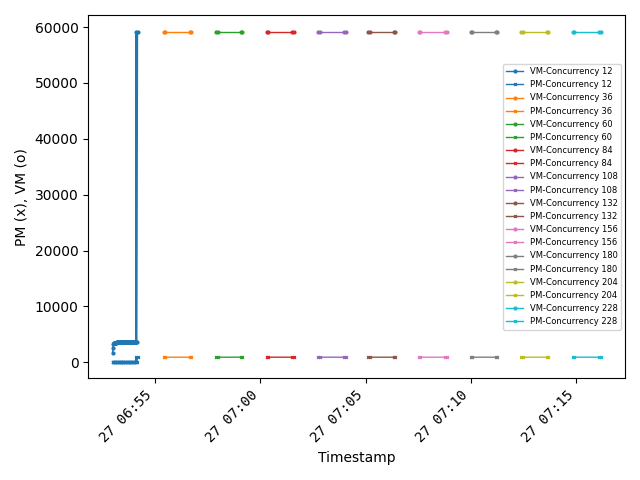 60000
50000
40000
30000
20000
10000
0
PM (x), VM (o)
VM-Concurrency 12
PM-Concurrency 12
VM-Concurrency 36
PM-Concurrency 36
VM-Concurrency 60
PM-Concurrency 60
VM-Concurrency 84
PM-Concurrency 84
VM-Concurrency 108
PM-Concurrency 108
VM-Concurrency 132
PM-Concurrency 132
VM-Concurrency 156
PM-Concurrency 156
VM-Concurrency 180
PM-Concurrency 180
VM-Concurrency 204
PM-Concurrency 204
VM-Concurrency 228
PM-Concurrency 228
27 06:55
27 07:00
27 07:05
27 07:10
27 07:15
Timestamp